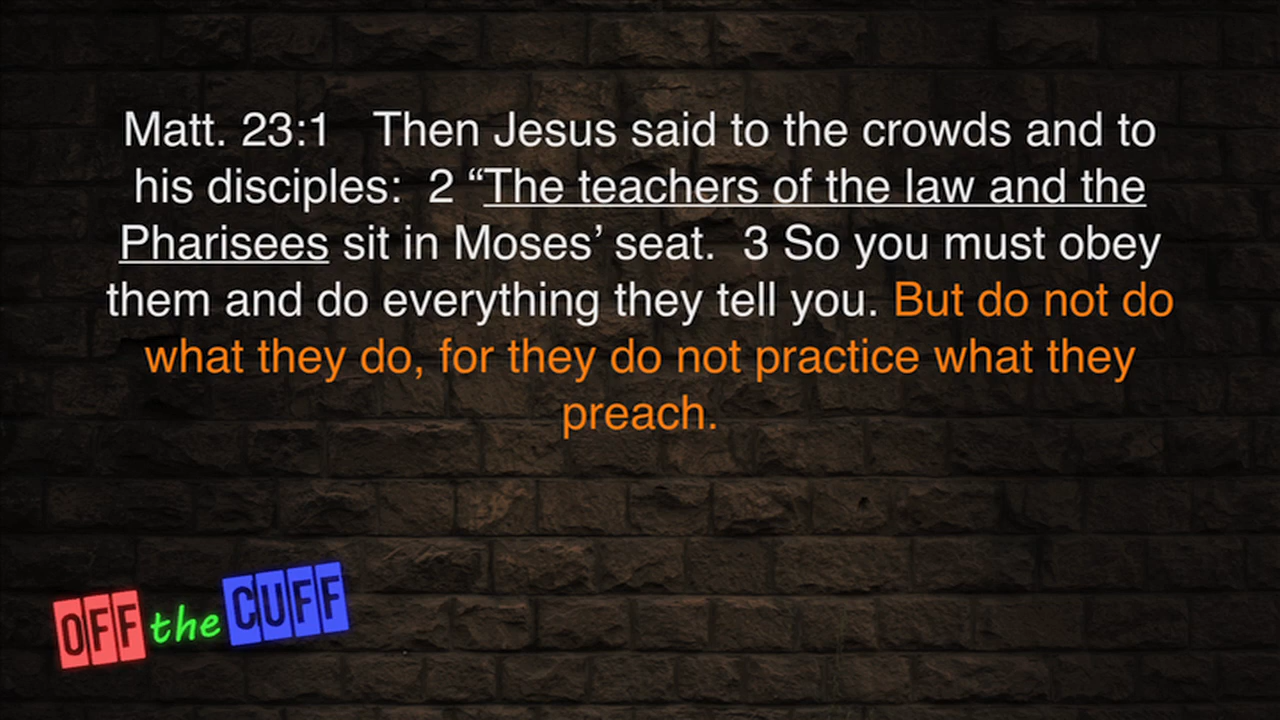 Matt. 23:1   Then Jesus said to the crowds and to
his disciples:  2 “The teachers of the law and the
Pharisees sit in Moses’ seat.  3 So you must obey
them and do everything they tell you. But do not do
what they do, for they do not practice what they
preach.
OFF the CUFF